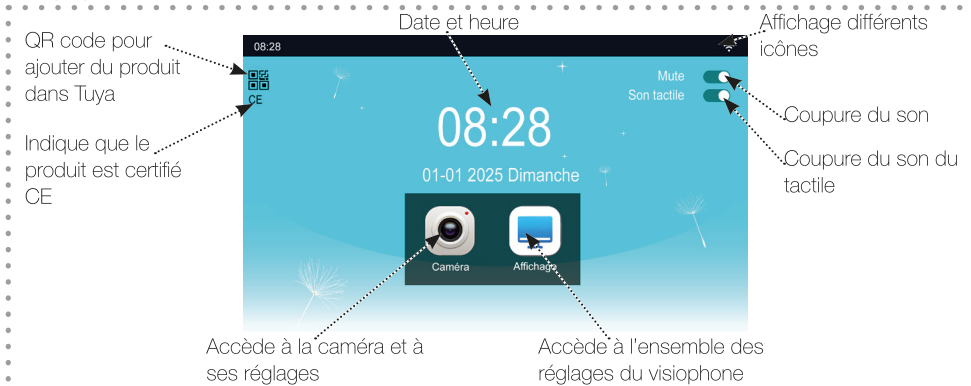 Date et heure
Affichage différents
icônes
QR code pour
ajouter du produit
dans Tuya
08:28
CE
Mute
Son tactile
Coupure du son
Indique que le
produit est certifié
CE
08:28
01-01 2025 Dimanche
Coupure du son du
tactile
Caméra
Affichage
Accède à la caméra et à
ses réglages
Accède à l'ensemble des
réglages du visiophone